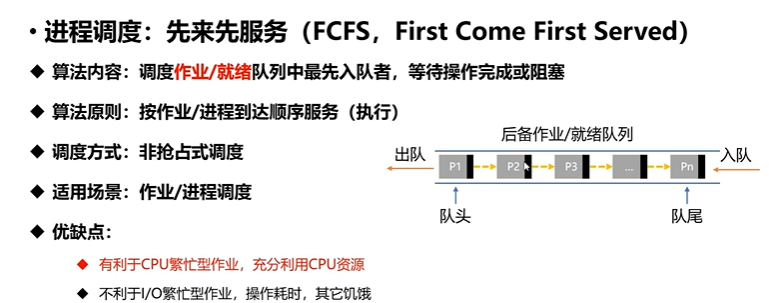 • 进程调度：先来先服务（FCFS，First Come First Served）
◆ 算法内容：调度作业/就绪队列中最先入队者，等待操作完成或阻塞
◆ 算法原则：按作业/进程到达顺序服务（执行）
◆ 调度方式：非抢占式调度
◆ 适用场景：作业/进程调度
◆ 优缺点：
◆ 有利于CPU繁忙型作业，充分利用CPU资源
◆ 不利于I/O繁忙型作业，操作耗时，其它饥饿
后备作业/就绪队列
出队 P1 P2 P3 ... Pn 入队
队头 队尾